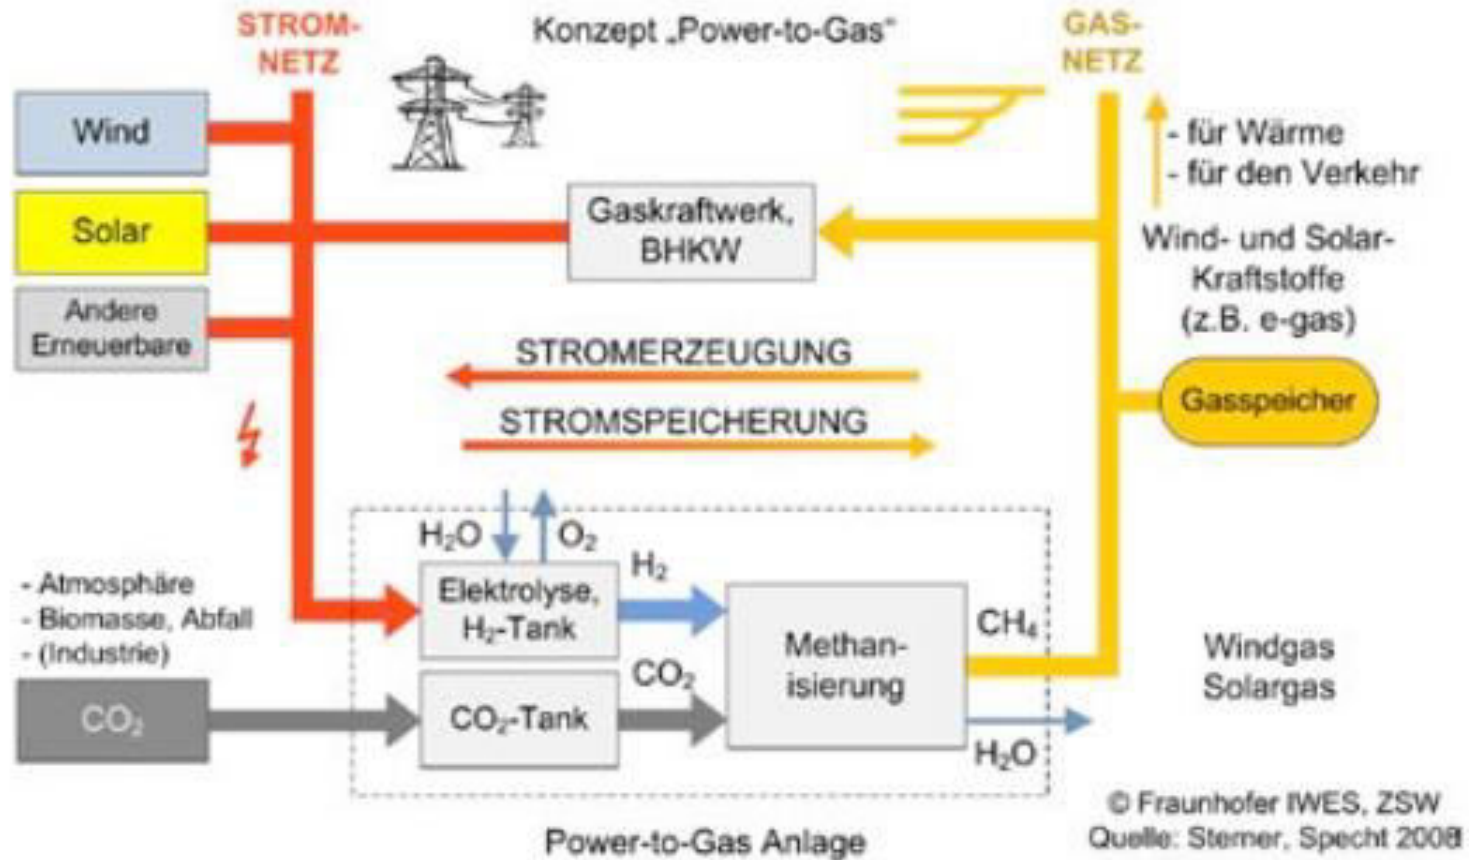 STROM-
NETZ
Konzept „Power-to-Gas“
GAS-
NETZ
Wind
- für Wärme
- für den Verkehr
Solar
Gaskraftwerk,
BHKW
Wind- und Solar-
Kraftstoffe
(z.B. e-gas)
Andere
Erneuerbare
STROMERZEUGUNG
Gasspeicher
STROMSPEICHERUNG
H₂O
O₂
- Atmosphäre
- Biomasse, Abfall
- (Industrie)
Elektrolyse,
H₂-Tank
H₂
Methan-
isierung
CH₄
Windgas
Solargas
CO₂
CO₂-Tank
CO₂
H₂O
© Fraunhofer IWES, ZSW
Quelle: Sterner, Specht
Power-to-Gas Anlage